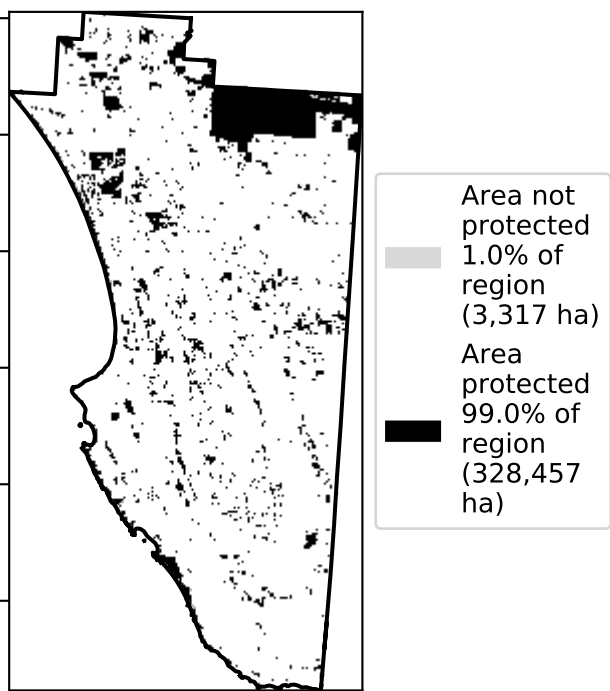 Area not
protected
1.0% of
region
(3,317 ha)
Area
protected
99.0% of
region
(328,457
ha)